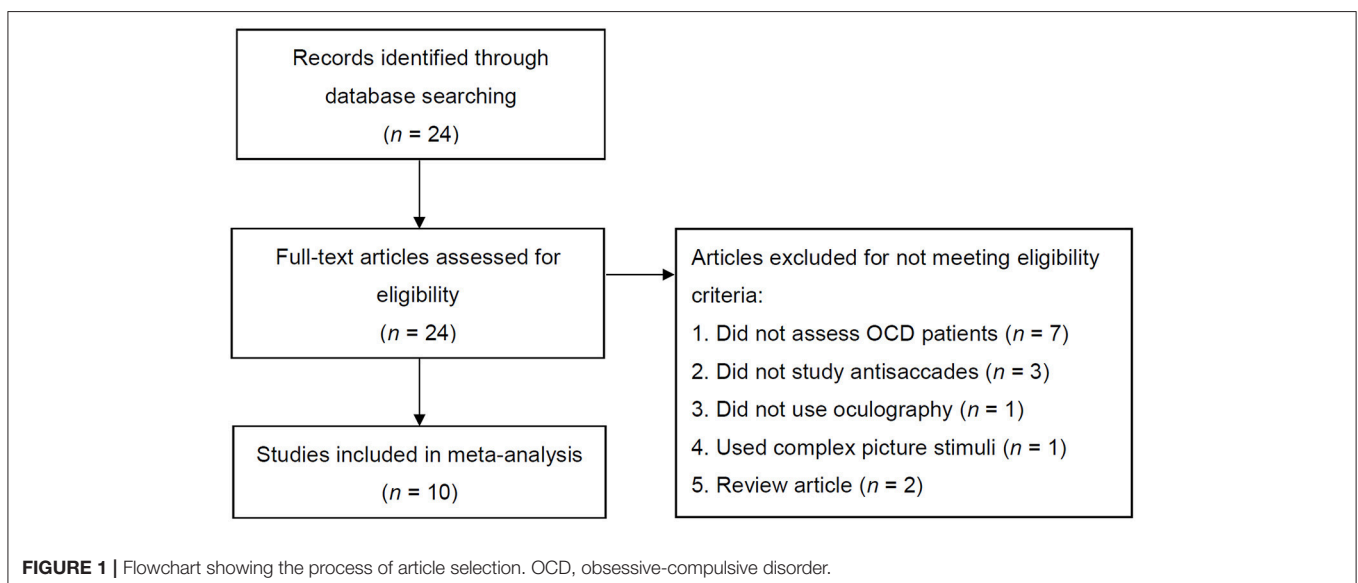 Records identified through
database searching
(n = 24)
Full-text articles assessed for
eligibility
(n = 24)
Articles excluded for not meeting eligibility
criteria:
1. Did not assess OCD patients (n = 7)
2. Did not study antisaccades (n = 3)
3. Did not use oculography (n = 1)
4. Used complex picture stimuli (n = 1)
5. Review article (n = 2)
Studies included in meta-analysis
(n = 10)
FIGURE 1 | Flowchart showing the process of article selection. OCD, obsessive-compulsive disorder.